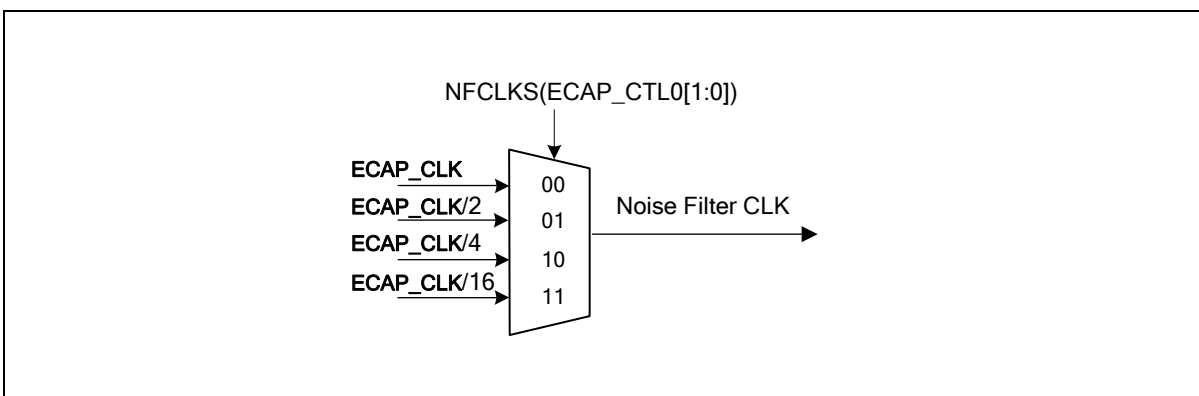 NFCLKS(ECAP_CTL0[1:0])
ECAP_CLK
00
ECAP_CLK/2
01
Noise Filter CLK
ECAP_CLK/4
10
ECAP_CLK/16
11